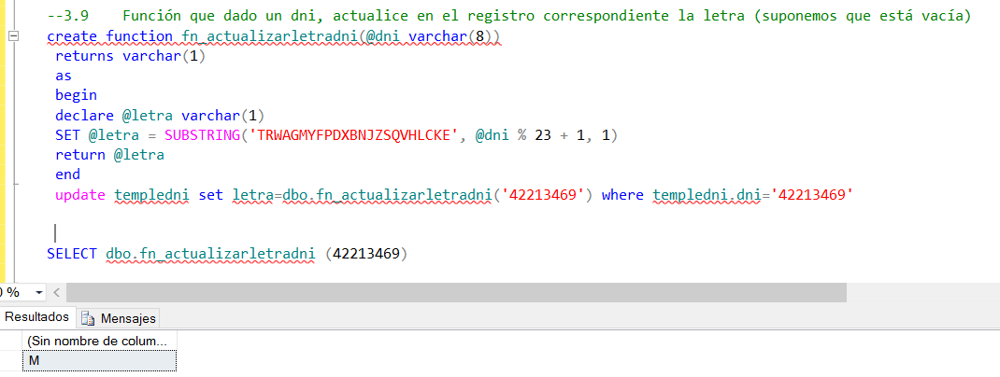 --3.9    Función que dado un dni, actualice en el registro correspondiente la letra (suponemos que está vacía)
create function fn_actualizarletradni(@dni varchar(8))
returns varchar(1)
as
begin
declare @letra varchar(1)
SET @letra = SUBSTRING('TRWAGMYFPDXBNJZSQVHLCKE', @dni % 23 + 1, 1)
return @letra
end
update templedni set letra=dbo.fn_actualizarletradni('42213469') where templedni.dni='42213469'
SELECT dbo.fn_actualizarletradni (42213469)
0 %
Resultados Mensajes
(Sin nombre de colum...
M